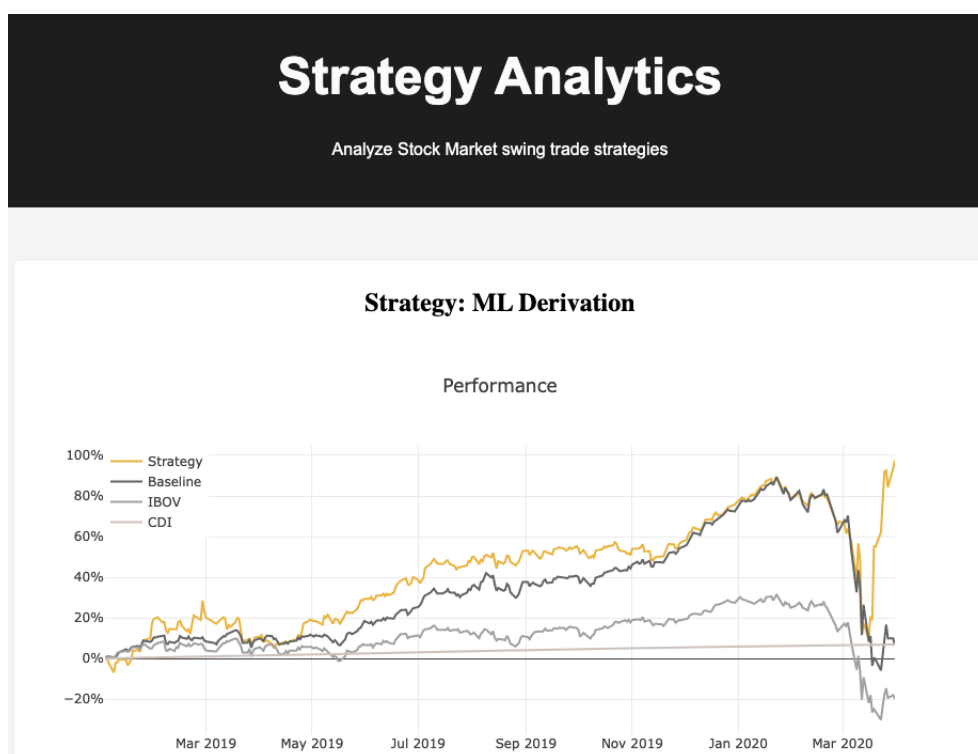 Strategy Analytics
Analyze Stock Market swing trade strategies
Strategy: ML Derivation
Performance
100%
80%
60%
40%
20%
0%
−20%
Strategy
Baseline
IBOV
CDI
Mar 2019
May 2019
Jul 2019
Sep 2019
Nov 2019
Jan 2020
Mar 2020